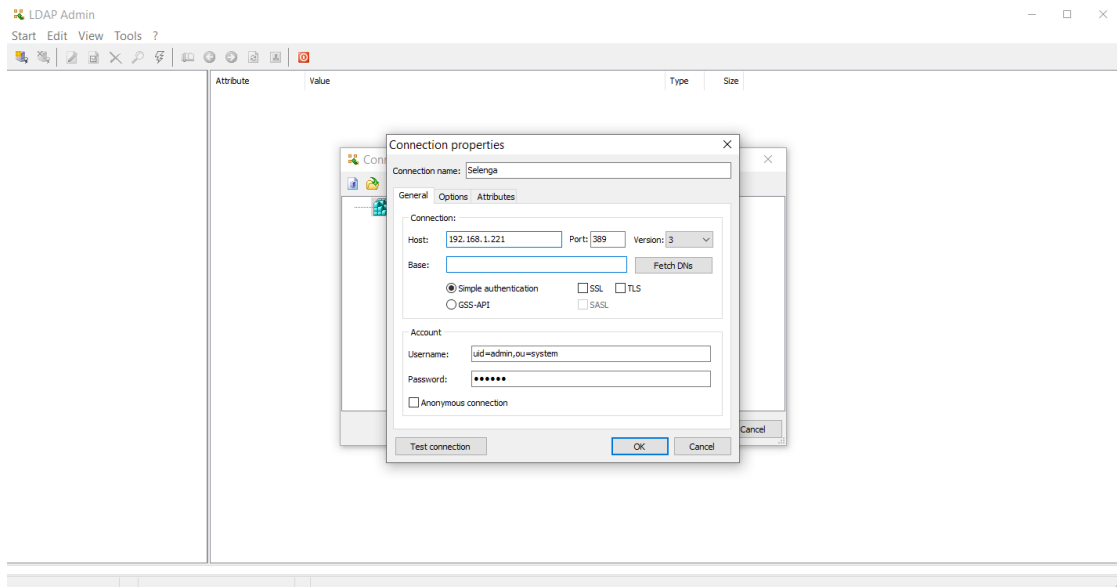 LDAP Admin
Start Edit View Tools ?
Attribute Value Type Size
Conn
Connection properties
Connection name: Selenga
General Options Attributes
Connection:
Host: 192.168.1.221 Port: 389 Version: 3
Base: Fetch DNs
Simple authentication SSL TLS
GSS-API SASL
Account
Username: uid=admin,ou=system
Password: ••••••
Anonymous connection
Cancel
Test connection OK Cancel